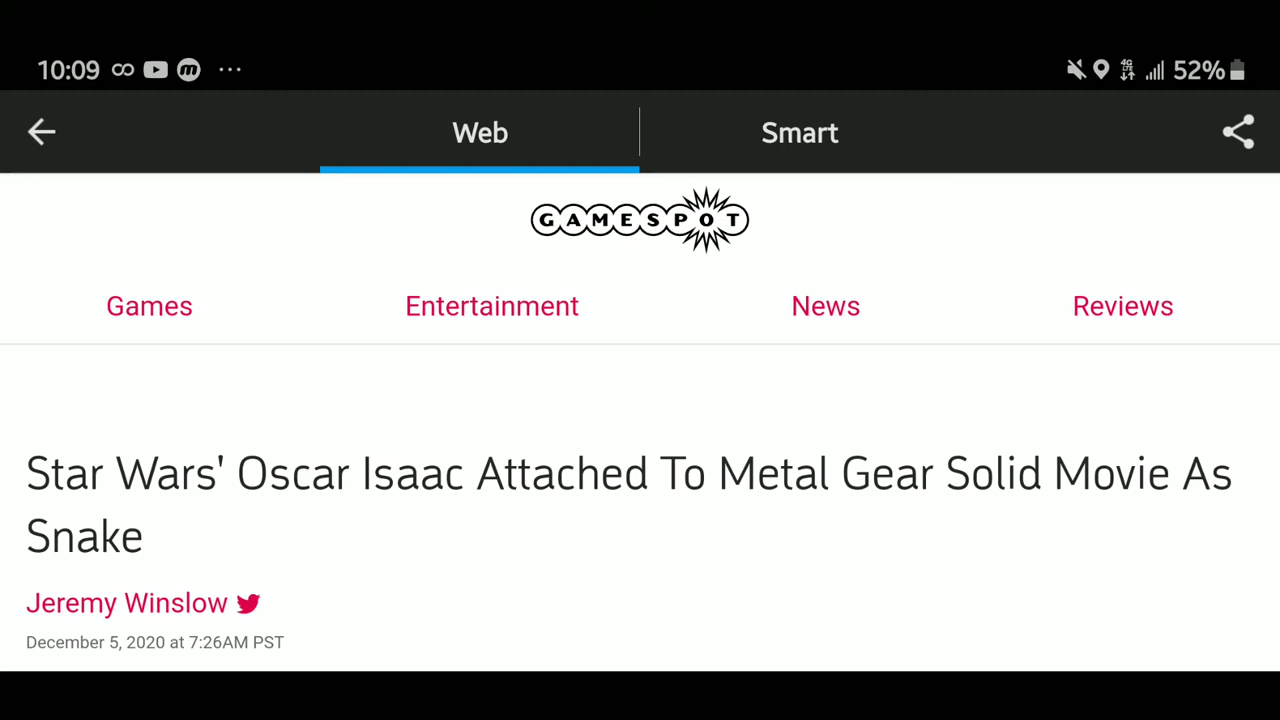 10:09 52%
Web Smart
GAMESPOT
Games Entertainment News Reviews
Star Wars' Oscar Isaac Attached To Metal Gear Solid Movie As
Snake
Jeremy Winslow
December 5, 2020 at 7:26AM PST